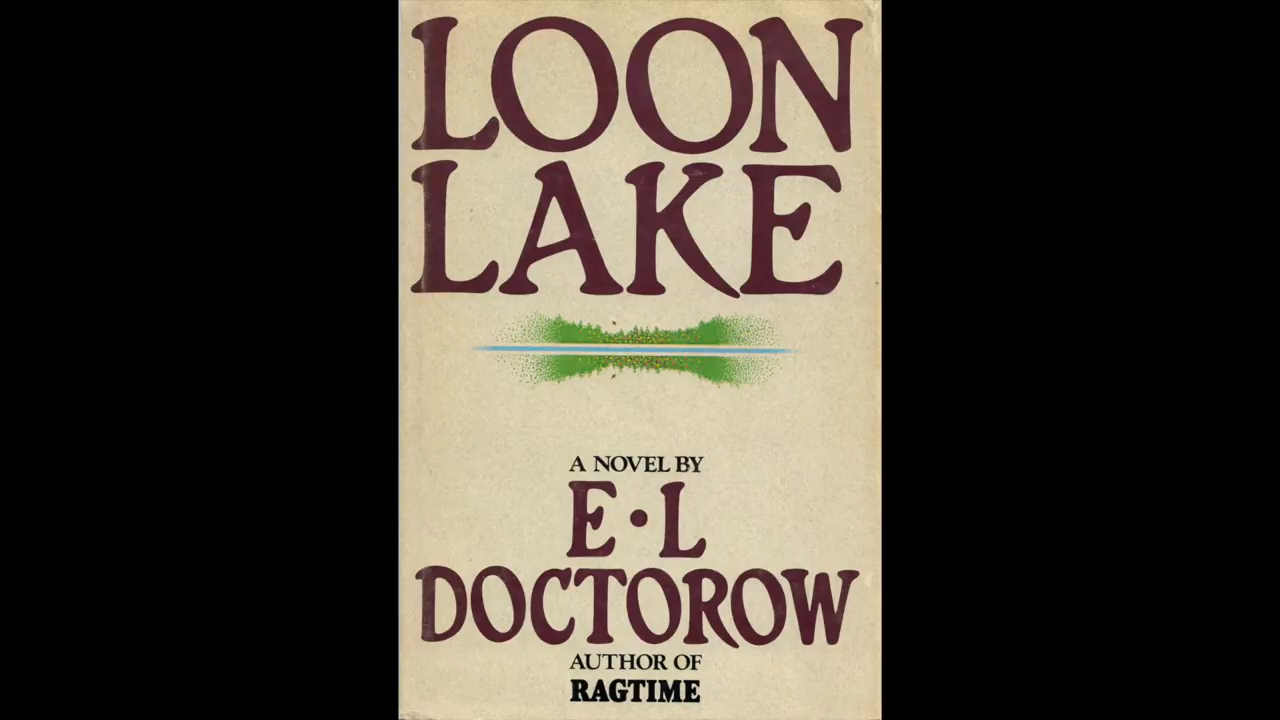 LOON
LAKE
A NOVEL BY
E•L
DOCTOROW
AUTHOR OF
RAGTIME